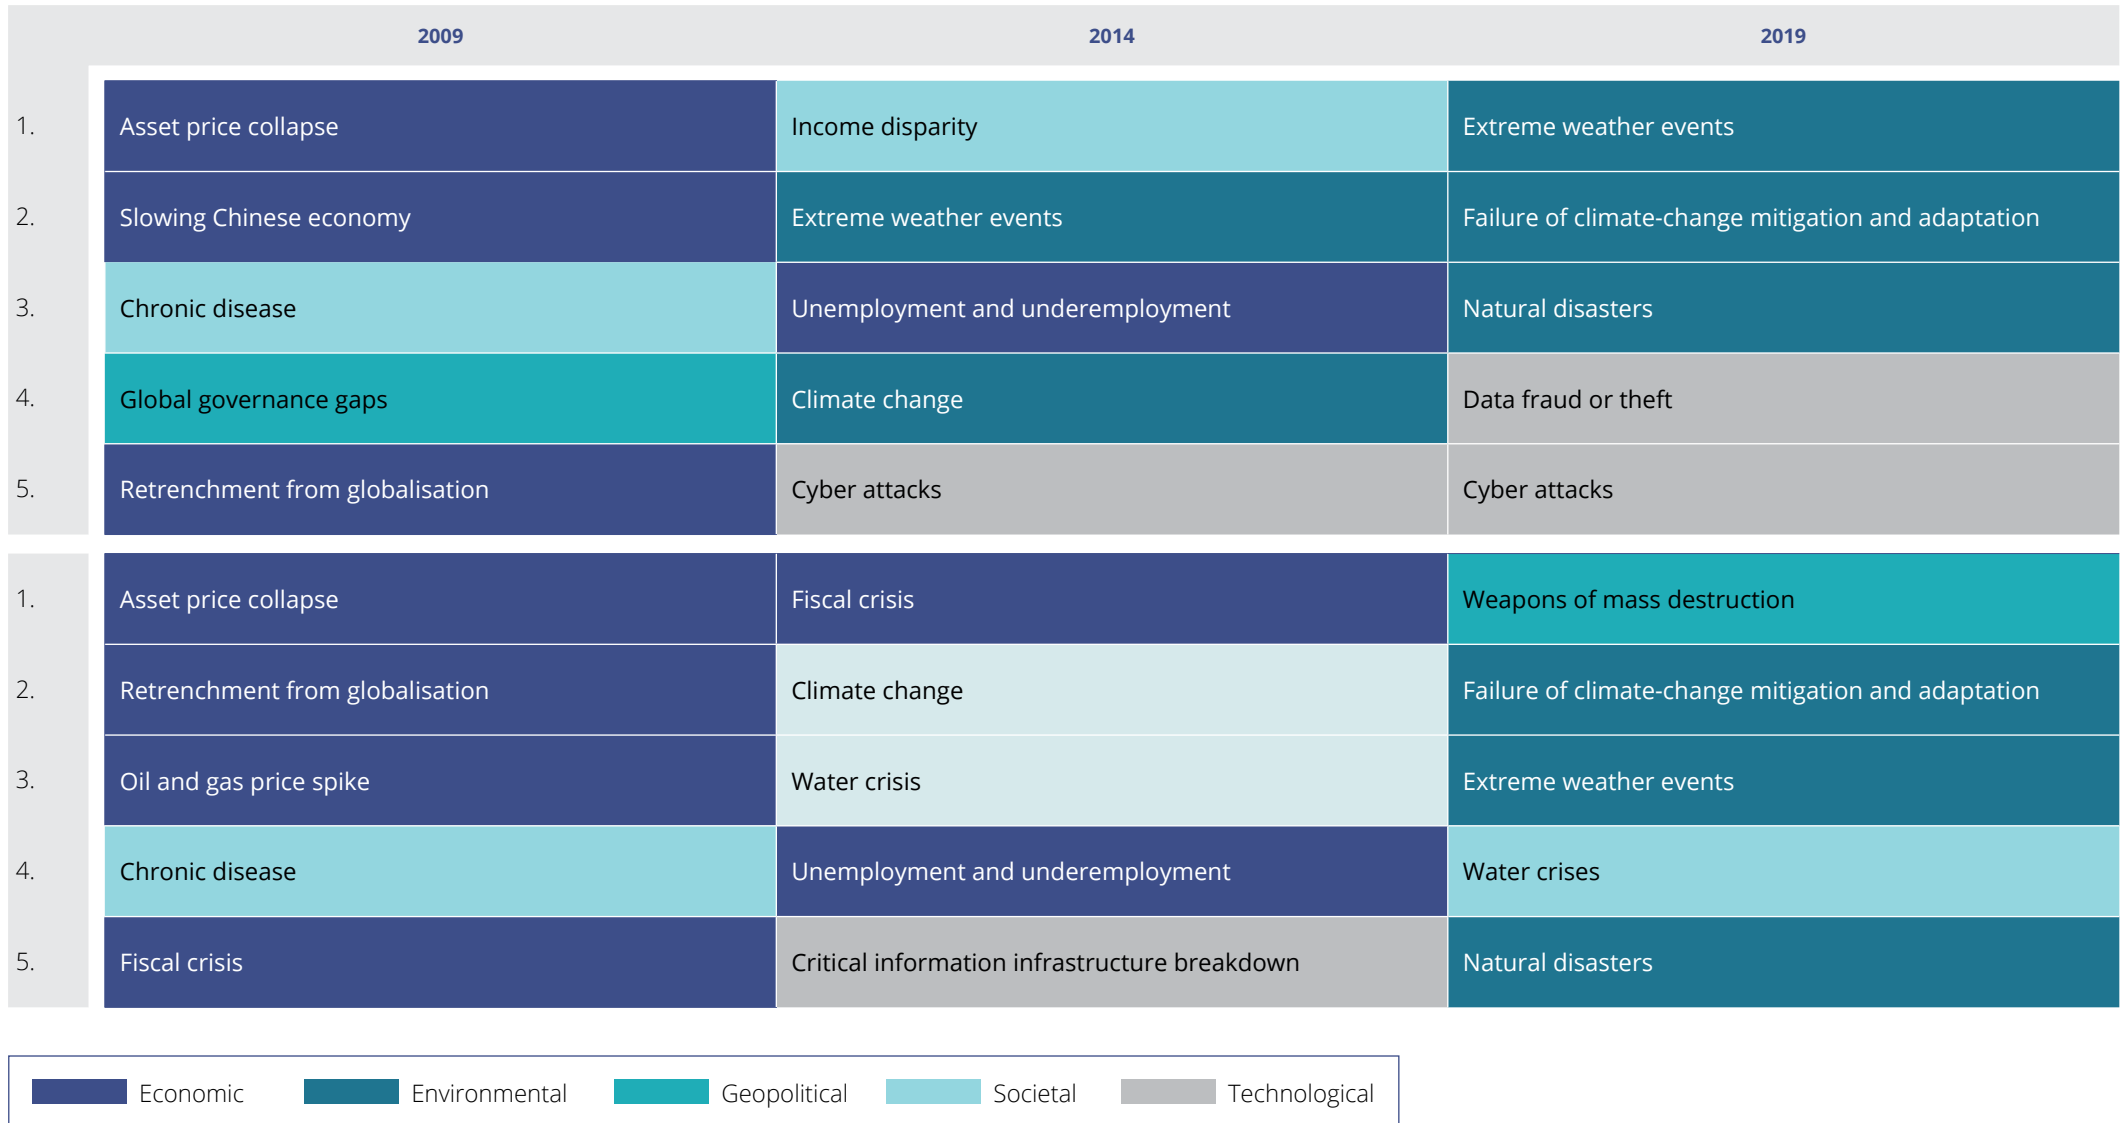 2009 2014 2019
1. Asset price collapse Income disparity Extreme weather events
2. Slowing Chinese economy Extreme weather events Failure of climate-change mitigation and adaptation
3. Chronic disease Unemployment and underemployment Natural disasters
4. Global governance gaps Climate change Data fraud or theft
5. Retrenchment from globalisation Cyber attacks Cyber attacks
1. Asset price collapse Fiscal crisis Weapons of mass destruction
2. Retrenchment from globalisation Climate change Failure of climate-change mitigation and adaptation
3. Oil and gas price spike Water crisis Extreme weather events
4. Chronic disease Unemployment and underemployment Water crises
5. Fiscal crisis Critical information infrastructure breakdown Natural disasters
Economic Environmental Geopolitical Societal Technological